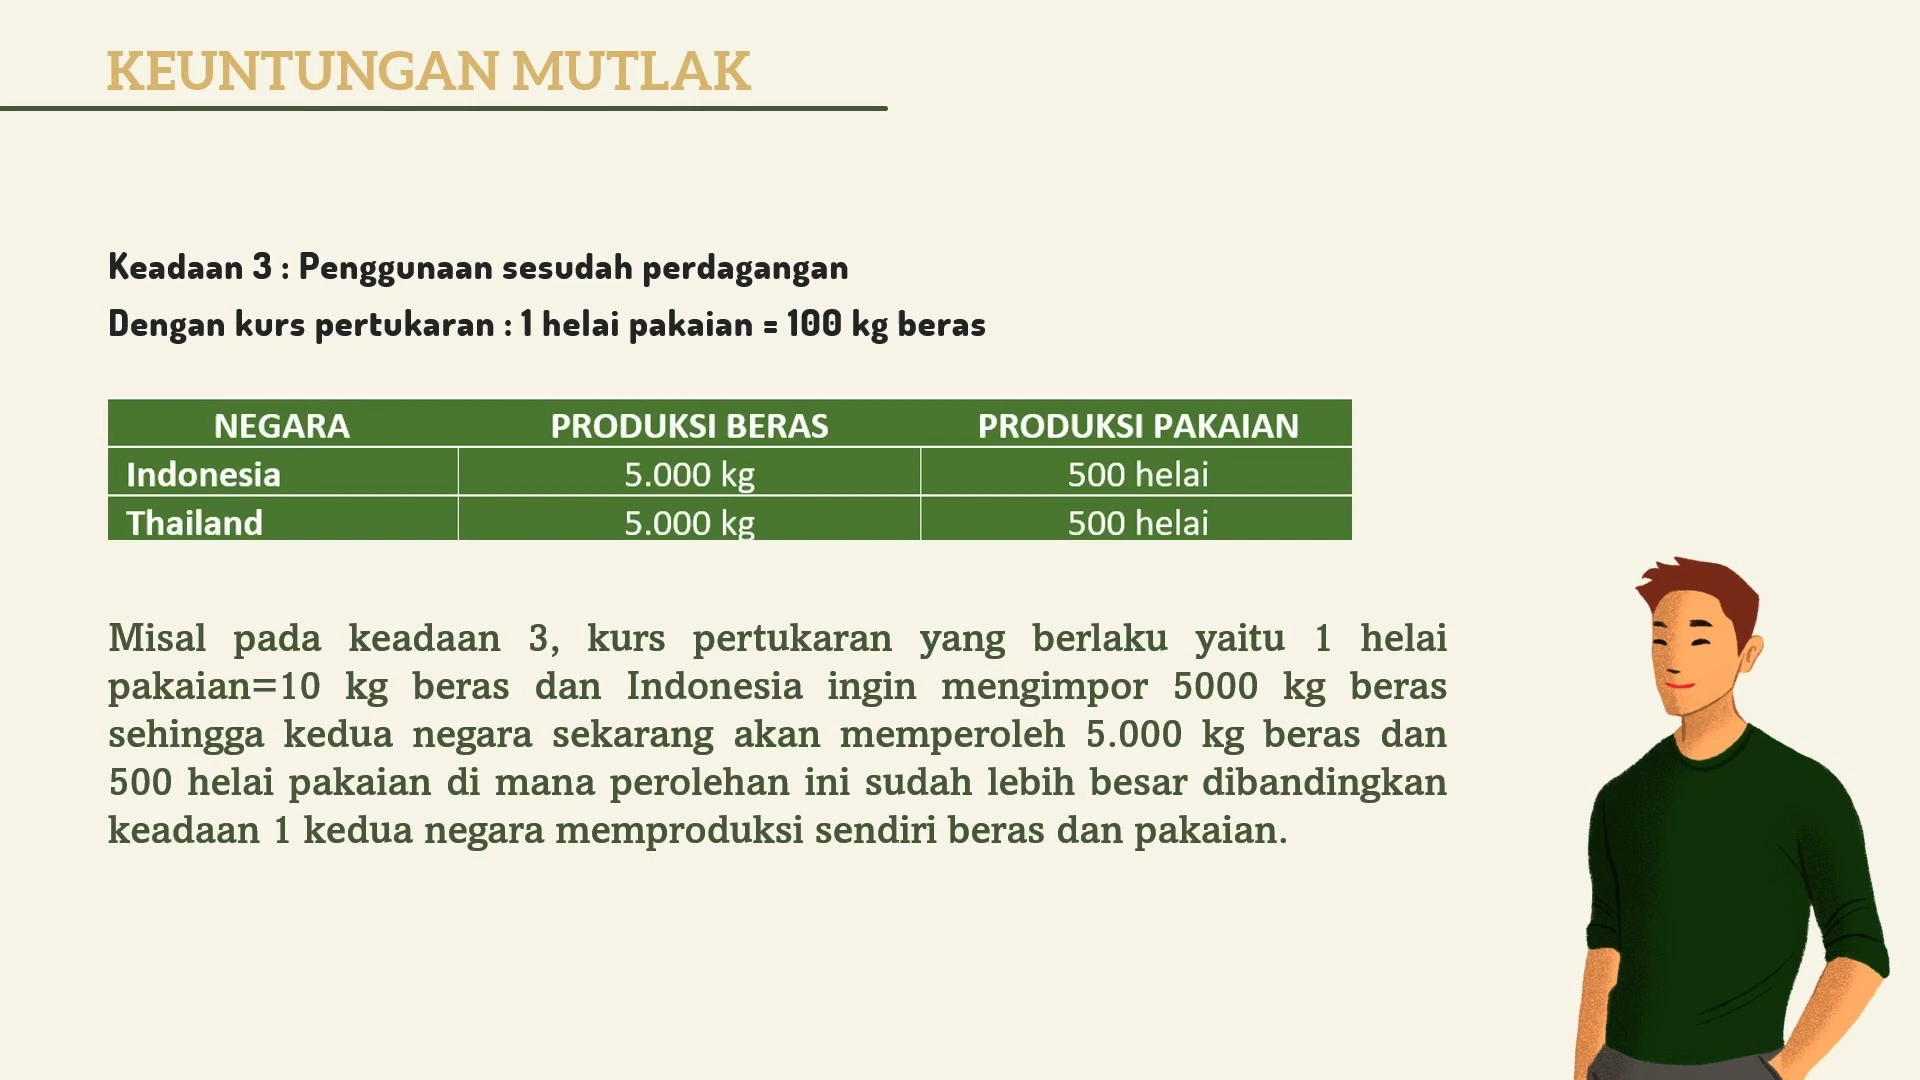 KEUNTUNGAN MUTLAK
Keadaan 3 : Penggunaan sesudah perdagangan
Dengan kurs pertukaran : 1 helai pakaian = 100 kg beras
NEGARA PRODUKSI BERAS PRODUKSI PAKAIAN
Indonesia 5.000 kg 500 helai
Thailand 5.000 kg 500 helai
Misal pada keadaan 3, kurs pertukaran yang berlaku yaitu 1 helai
pakaian=10 kg beras dan Indonesia ingin mengimpor 5000 kg beras
sehingga kedua negara sekarang akan memperoleh 5.000 kg beras dan
500 helai pakaian di mana perolehan ini sudah lebih besar dibandingkan
keadaan 1 kedua negara memproduksi sendiri beras dan pakaian.